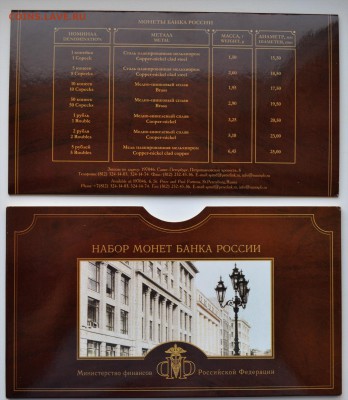 МОНЕТЫ БАНКА РОССИИ
НОМИНАЛ МЕТАЛЛ МАССА, г ДИАМЕТР, мм
DENOMINATION METAL WEIGHT, g DIAMETER, mm
1 копейка Сталь плакированная мельхиором 1,50 15,50
1 Copeck Copper-nickel clad steel
5 копеек Сталь плакированная мельхиором 2,60 18,50
5 Copecks Copper-nickel clad steel
10 копеек Медно-цинковый сплав 1,95 17,50
10 Copecks Brass
50 копеек Медно-цинковый сплав 2,90 19,50
50 Copecks Brass
1 рубль Медно-никелевый сплав 3,25 20,50
1 Rouble Copper-nickel
2 рубля Медно-никелевый сплав 5,10 23,00
2 Roubles Copper-nickel
5 рублей Медь плакированная мельхиором 6,45 25,00
5 Roubles Copper-nickel clad copper
НАБОР МОНЕТ БАНКА РОССИИ
Министерство финансов Российской Федерации